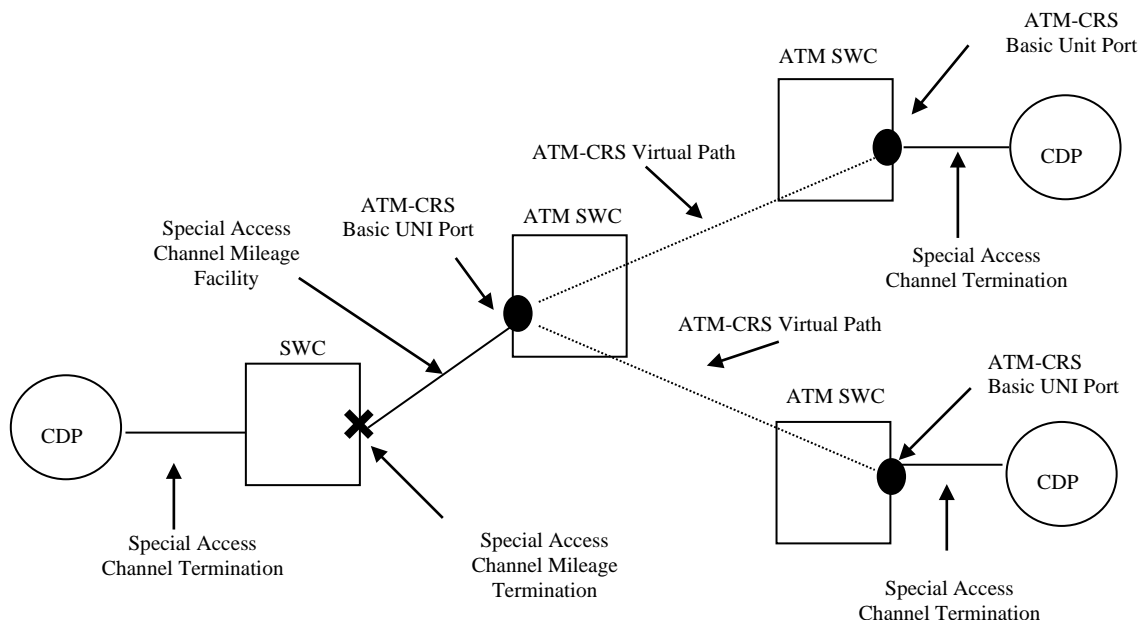 ATM-CRS
Basic Unit Port
ATM SWC
CDP
ATM-CRS Virtual Path
ATM-CRS
Basic UNI Port
ATM SWC
Special Access
Channel Mileage
Facility
Special Access
Channel Termination
ATM-CRS Virtual Path
SWC
ATM-CRS
Basic UNI Port
ATM SWC
CDP
CDP
Special Access
Channel Termination
Special Access
Channel Mileage
Termination
Special Access
Channel Termination